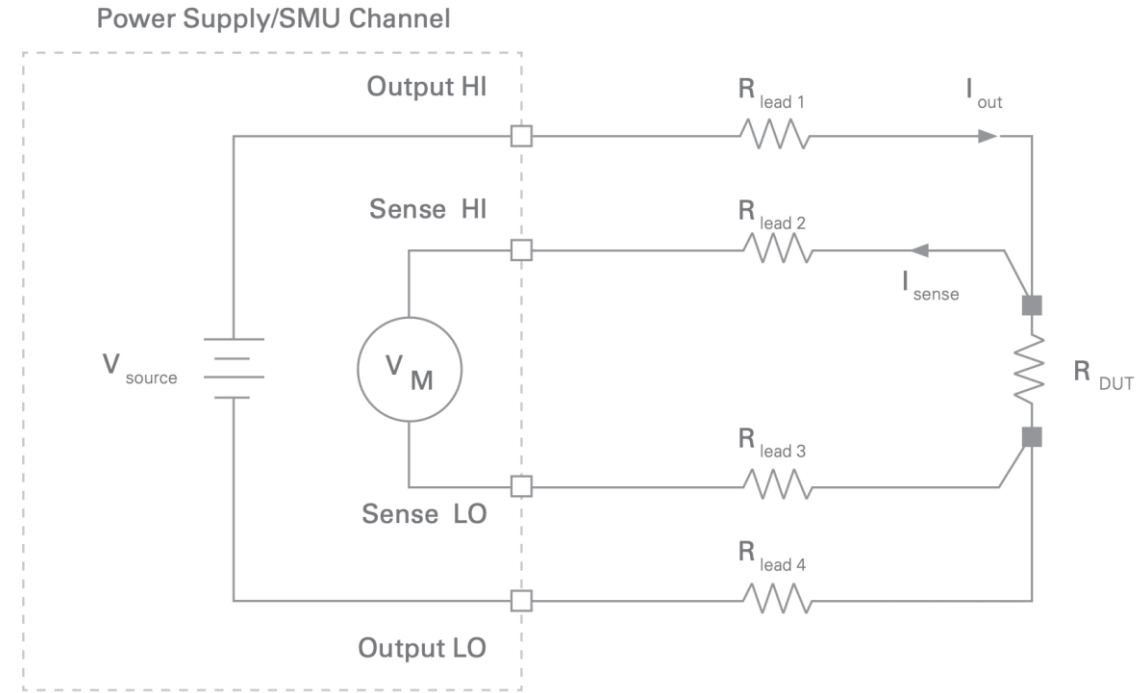 Power Supply/SMU Channel
Output HI
R lead 1
I out
Sense HI
R lead 2
I sense
V source
V M
R DUT
R lead 3
Sense LO
R lead 4
Output LO